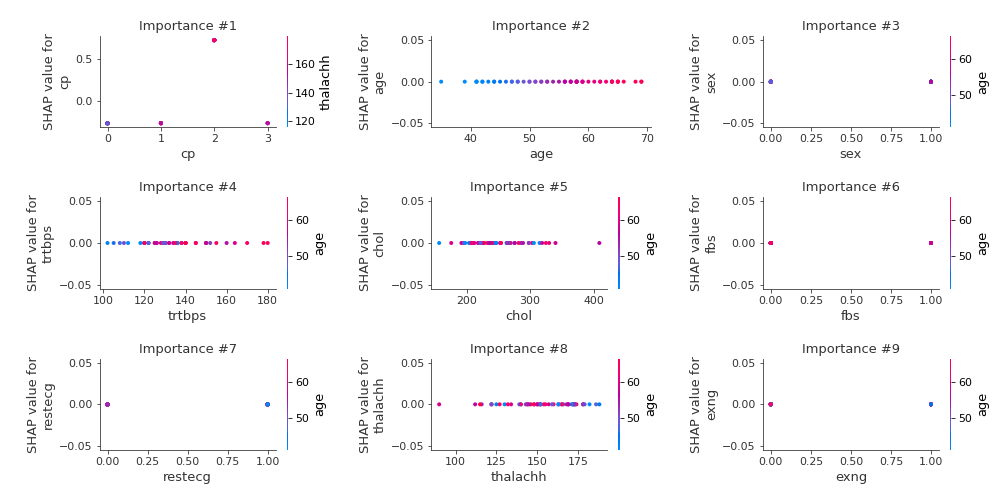 Importance #1
SHAP value for
cp
0.5
0.0
0 1 2 3
cp
160
140
120
thalachh
Importance #2
SHAP value for
age
0.05
0.00
−0.05
40 50 60 70
age
Importance #3
SHAP value for
sex
0.05
0.00
−0.05
0.00 0.25 0.50 0.75 1.00
sex
60
50
age
Importance #4
SHAP value for
trtbps
0.05
0.00
−0.05
100 120 140 160 180
trtbps
60
50
age
Importance #5
SHAP value for
chol
0.05
0.00
−0.05
200 300 400
chol
60
50
age
Importance #6
SHAP value for
fbs
0.05
0.00
−0.05
0.00 0.25 0.50 0.75 1.00
fbs
60
50
age
Importance #7
SHAP value for
restecg
0.05
0.00
−0.05
0.00 0.25 0.50 0.75 1.00
restecg
60
50
age
Importance #8
SHAP value for
thalachh
0.05
0.00
−0.05
100 125 150 175
thalachh
60
50
age
Importance #9
SHAP value for
exng
0.05
0.00
−0.05
0.00 0.25 0.50 0.75 1.00
exng
60
50
age